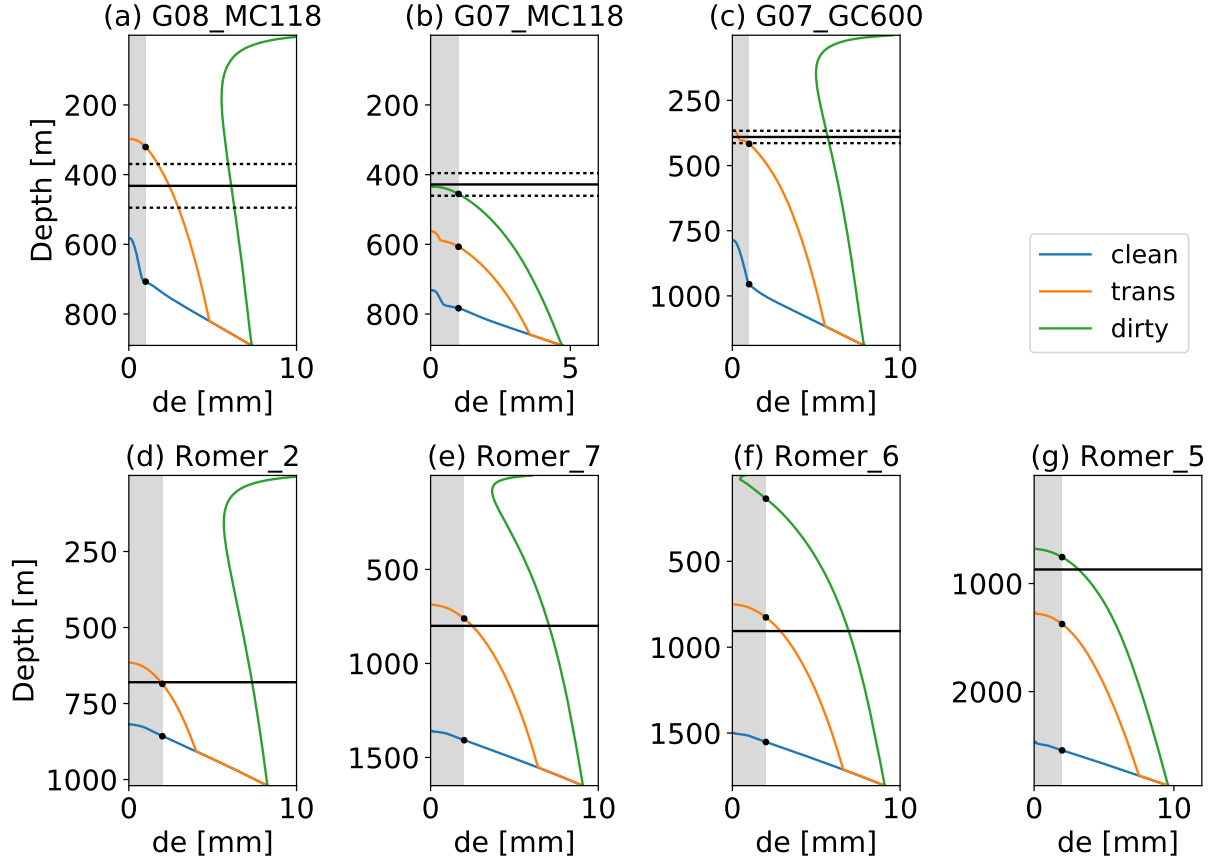 (a) G08_MC118
(b) G07_MC118
(c) G07_GC600
Depth [m]
200
400
600
800
0
10
de [mm]
200
400
600
800
0
5
de [mm]
250
500
750
1000
0
10
de [mm]
clean
trans
dirty
(d) Romer_2
(e) Romer_7
(f) Romer_6
(g) Romer_5
Depth [m]
250
500
750
1000
0
10
de [mm]
500
1000
1500
0
10
de [mm]
500
1000
1500
0
10
de [mm]
1000
2000
0
10
de [mm]